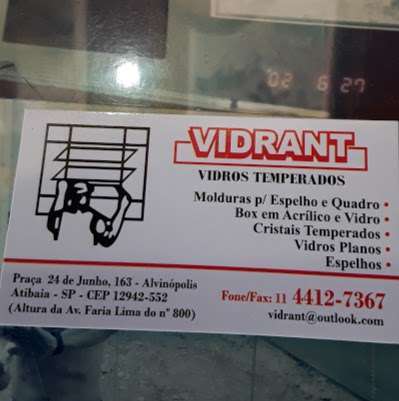 02 6 27
VIDRANT
VIDROS TEMPERADOS
Molduras p/ Espelho e Quadro •
Box em Acrílico e Vidro •
Cristais Temperados •
Vidros Planos •
Espelhos •
Praça 24 de Junho, 163 - Alvinópolis
Atibaia - SP - CEP 12942-552
(Altura da Av. Faria Lima do nº 800)
Fone/Fax: 11 4412-7367
vidrant@outlook.com